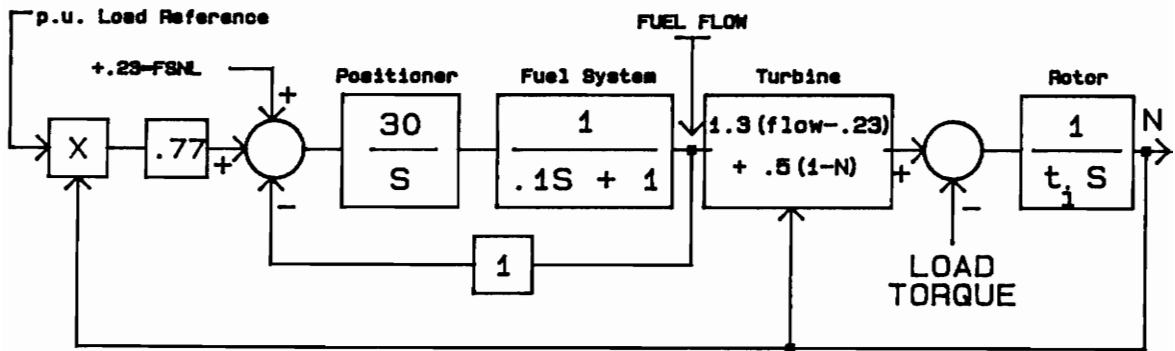 p.u. Load Reference
FUEL FLOW
+.23-FSNL
Positioner
Fuel System
Turbine
Rotor
+
X
.77
+
30
S
1
.1S + 1
1.3(flow-.23)
+ .5(1-N)
+
1
t_i S
N
-
-
1
LOAD
TORQUE